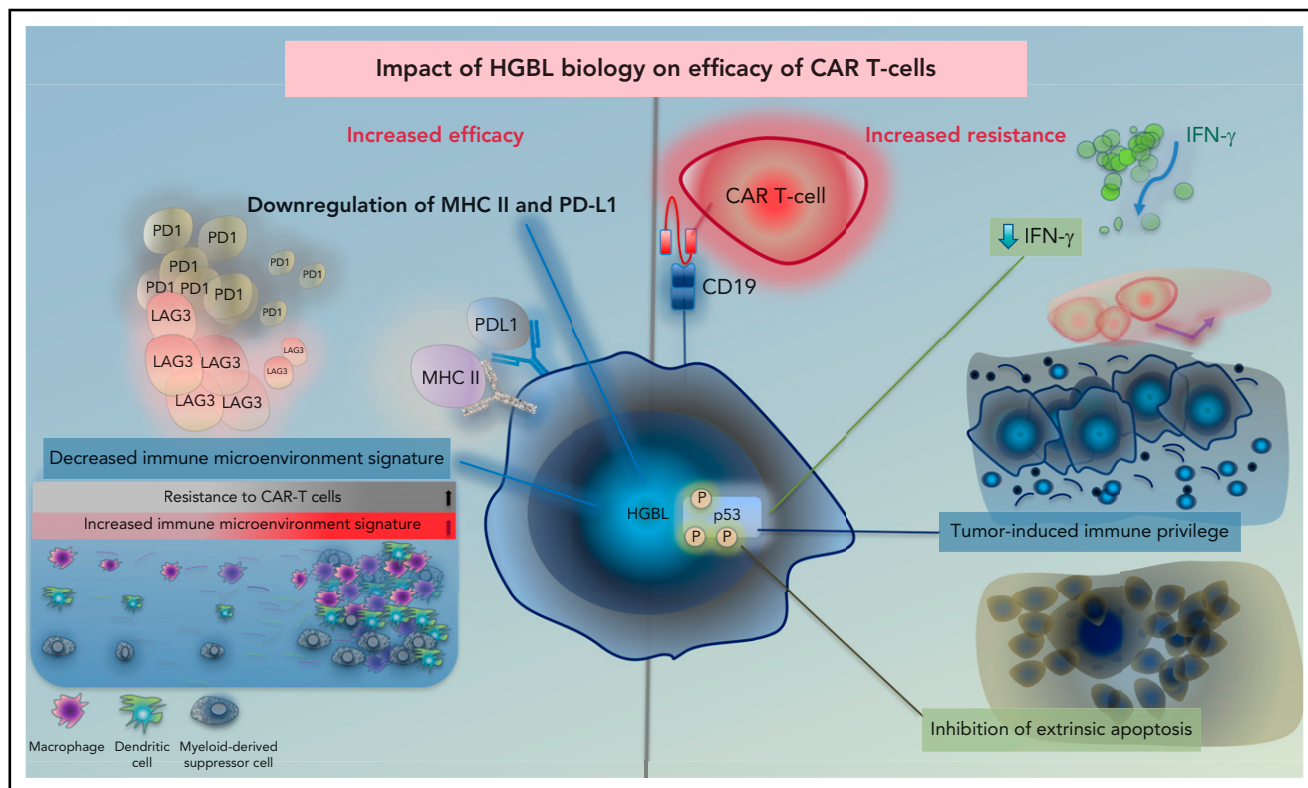 Impact of HGBL biology on efficacy of CAR T-cells
Increased efficacy
Increased resistance
IFN-γ
Downregulation of MHC II and PD-L1
CAR T-cell
IFN-γ
CD19
PD1
PD1
PD1
PD1
PD1
PD1 PD1 PD1
PD1
LAG3
LAG3
LAG3 LAG3
LAG3
LAG3 LAG3
PDL1
MHC II
Decreased immune microenvironment signature
Resistance to CAR-T cells
Increased immune microenvironment signature
HGBL
P
p53
P
P
Tumor-induced immune privilege
Inhibition of extrinsic apoptosis
Macrophage
Dendritic
cell
Myeloid-derived
suppressor cell